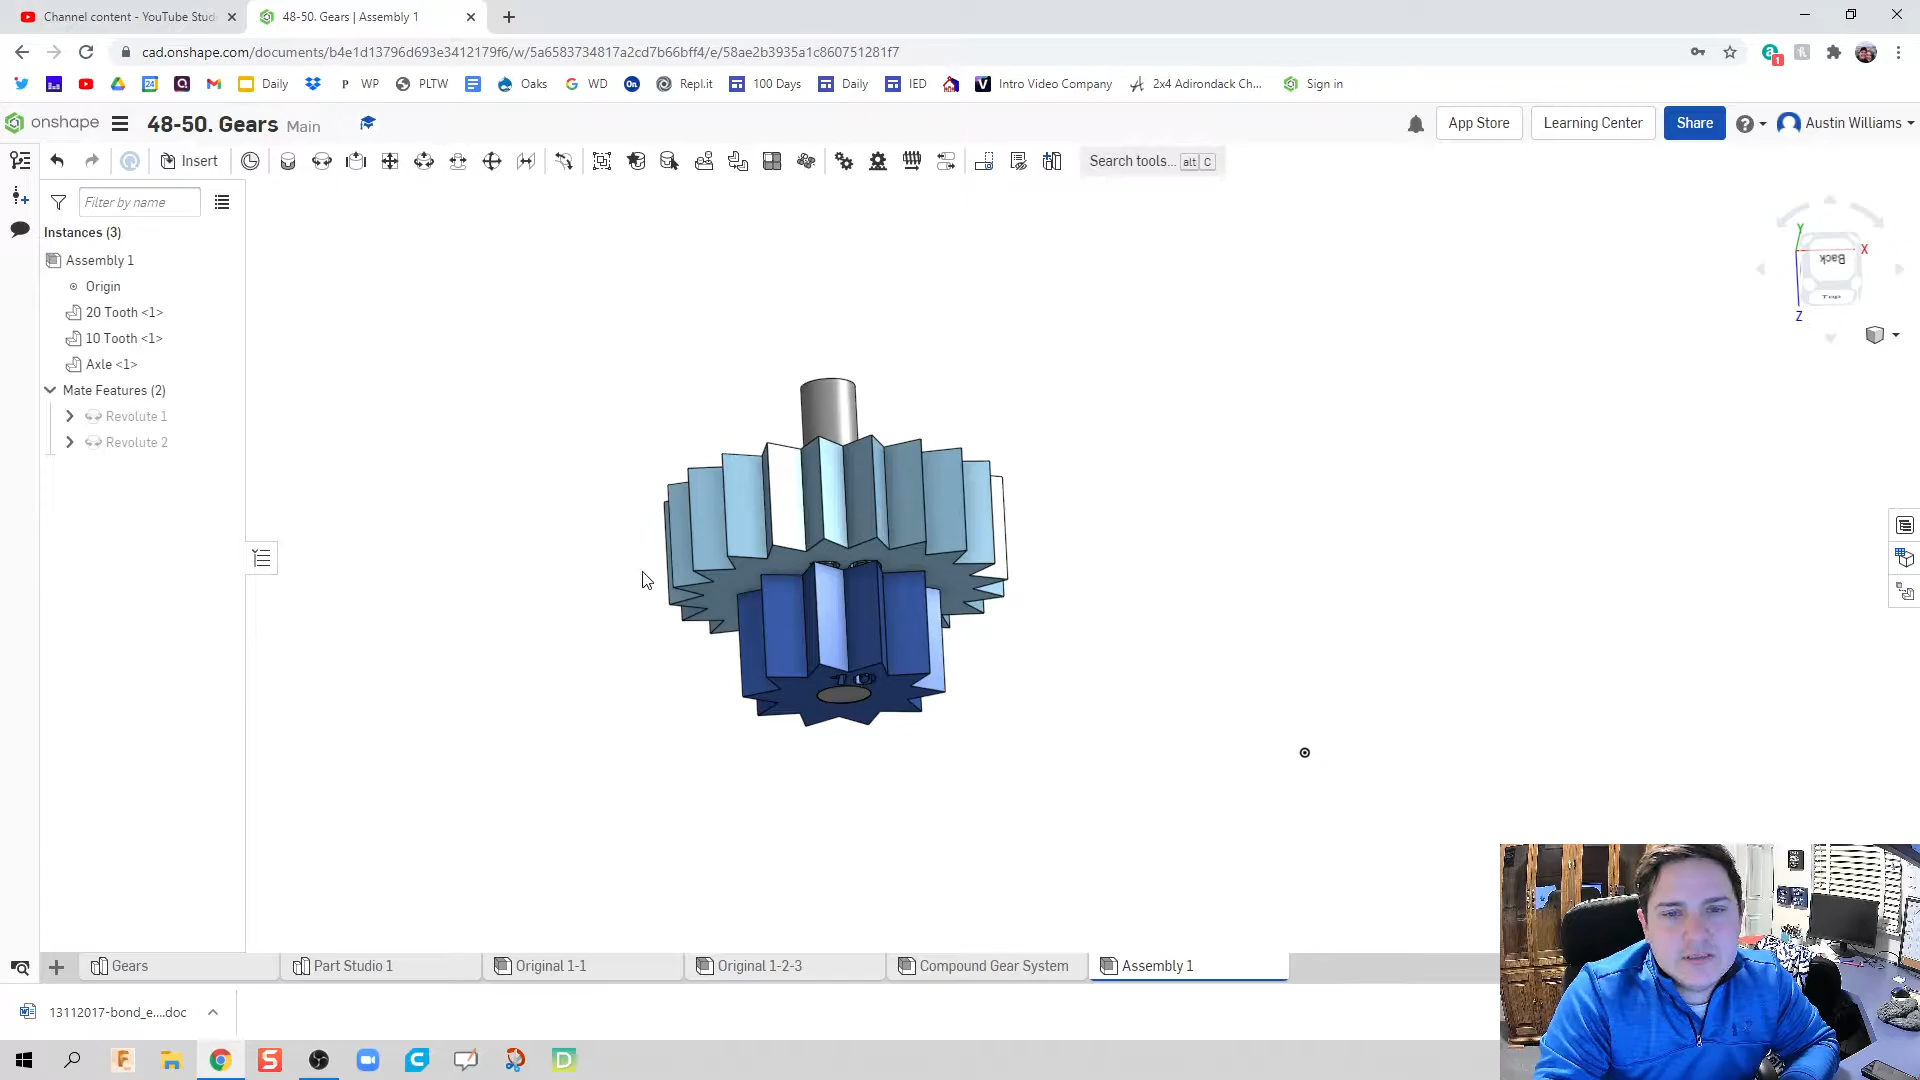 Channel content - YouTube Stud
48-50. Gears | Assembly 1
cad.onshape.com/documents/b4e1d13796d693e3412179f6/w/5a6583734817a2cd7b66bff4/e/58ae2b3935a1c860751281f7
Daily
P WP
PLTW
Oaks
G WD
On
Repl.it
100 Days
Daily
IED
V Intro Video Company
2x4 Adirondack Ch...
Sign in
onshape
48-50. Gears Main
App Store
Learning Center
Share
Austin Williams
Insert
Search tools... alt C
Filter by name
Instances (3)
Assembly 1
Origin
20 Tooth <1>
10 Tooth <1>
Axle <1>
Mate Features (2)
Revolute 1
Revolute 2
Y
X
Back
Top
Z
10
Gears
Part Studio 1
Original 1-1
Original 1-2-3
Compound Gear System
Assembly 1
13112017-bond_e....doc